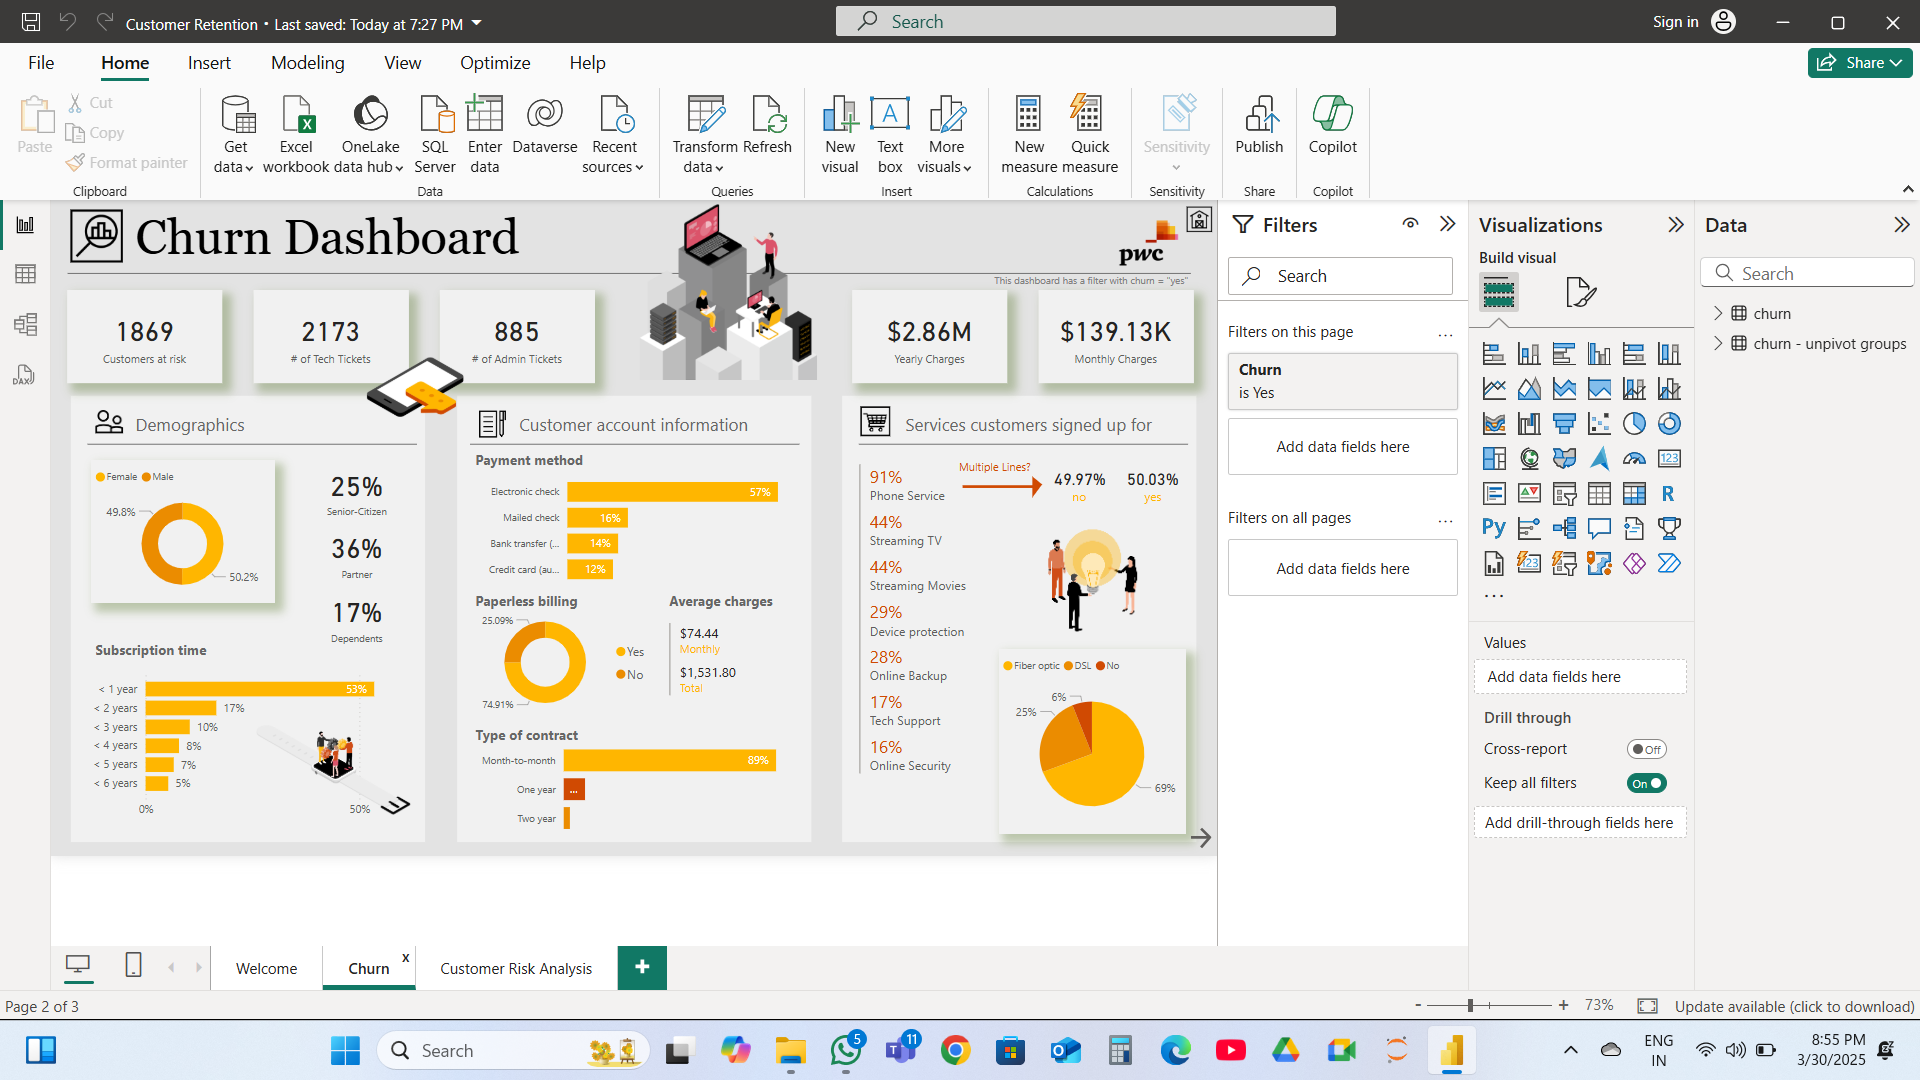 Customer Retention • Last saved: Today at 7:27 PM
Search
Sign in
File
Home
Insert
Modeling
View
Optimize
Help
Share
Paste
Cut
Copy
Format painter
Clipboard
Get data
Excel workbook
OneLake data hub
SQL Server
Enter data
Dataverse
Recent sources
Data
Transform data
Refresh
Queries
New visual
Text box
More visuals
Insert
New measure
Quick measure
Calculations
Sensitivity
Sensitivity
Publish
Share
Copilot
Copilot
Churn Dashboard
pwc
This dashboard has a filter with churn = "yes"
1869
Customers at risk
2173
# of Tech Tickets
885
# of Admin Tickets
$2.86M
Yearly Charges
$139.13K
Monthly Charges
Demographics
Female Male
49.8%
50.2%
25%
Senior-Citizen
36%
Partner
17%
Dependents
Subscription time
< 1 year 53%
< 2 years 17%
< 3 years 10%
< 4 years 8%
< 5 years 7%
< 6 years 5%
0% 50%
Customer account information
Payment method
Electronic check 57%
Mailed check 16%
Bank transfer (... 14%
Credit card (au... 12%
Paperless billing
25.09%
74.91%
Yes
No
Average charges
$74.44
Monthly
$1,531.80
Total
Type of contract
Month-to-month 89%
One year ...
Two year
Services customers signed up for
91%
Phone Service
Multiple Lines?
49.97%
no
50.03%
yes
44%
Streaming TV
44%
Streaming Movies
29%
Device protection
28%
Online Backup
17%
Tech Support
16%
Online Security
Fiber optic DSL No
6%
25%
69%
Filters
Search
Filters on this page ...
Churn
is Yes
Add data fields here
Filters on all pages ...
Add data fields here
Visualizations
Build visual
123
R
Py
123
...
Values
Add data fields here
Drill through
Cross-report Off
Keep all filters On
Add drill-through fields here
Data
Search
churn
churn - unpivot groups
DAX
Welcome
Churn x
Customer Risk Analysis
+
Page 2 of 3
- + 73%
Update available (click to download)
Search
5
11
ENG
IN
8:55 PM
3/30/2025